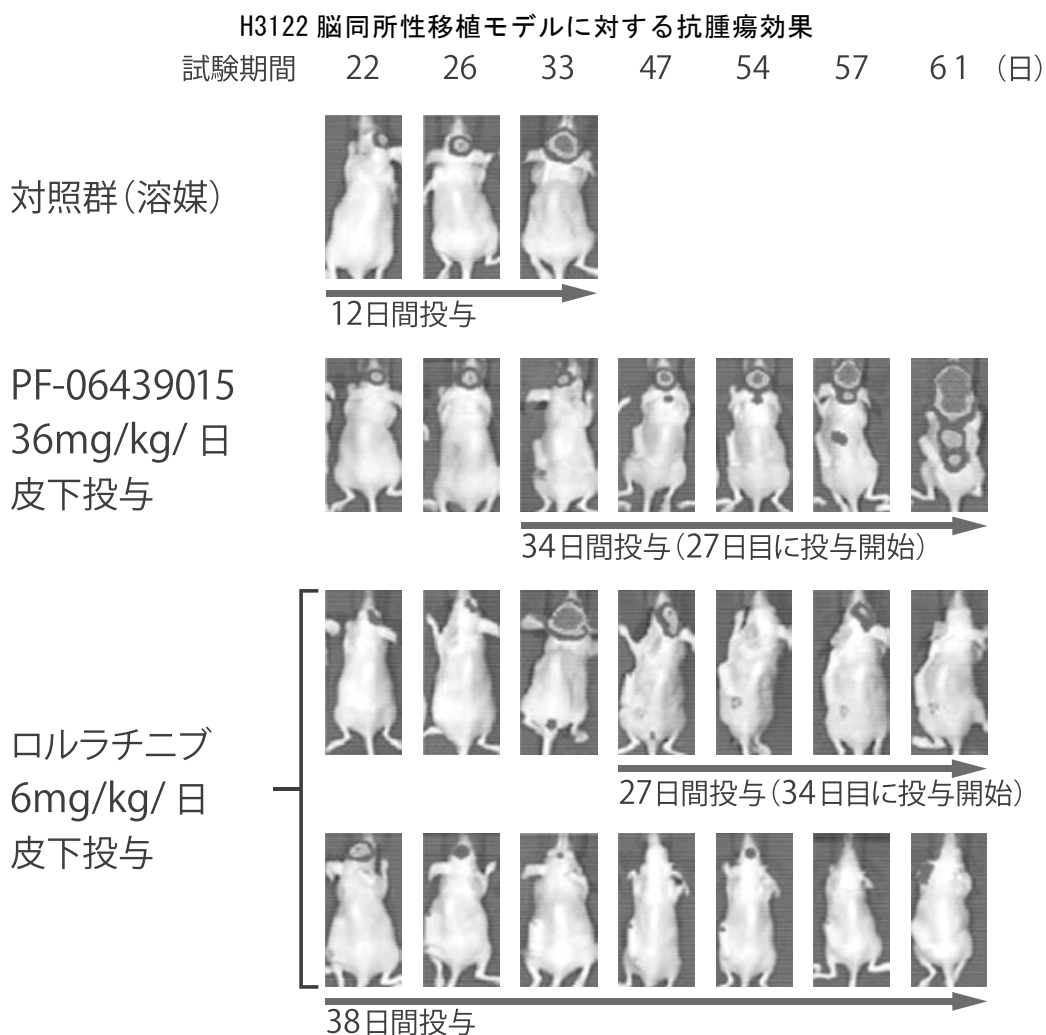 H3122 脳同所性移植モデルに対する抗腫瘍効果
試験期間 22 26 33 47 54 57 61 (日)
対照群(溶媒)
12日間投与
PF-06439015
36mg/kg/ 日
皮下投与
34日間投与(27日目に投与開始)
ロルラチニブ
6mg/kg/ 日
皮下投与
27日間投与(34日目に投与開始)
38日間投与